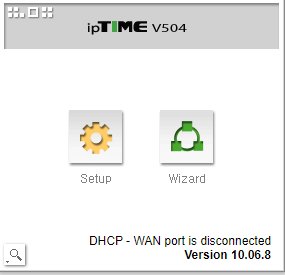 ipTIME V504
Setup
Wizard
DHCP - WAN port is disconnected
Version 10.06.8